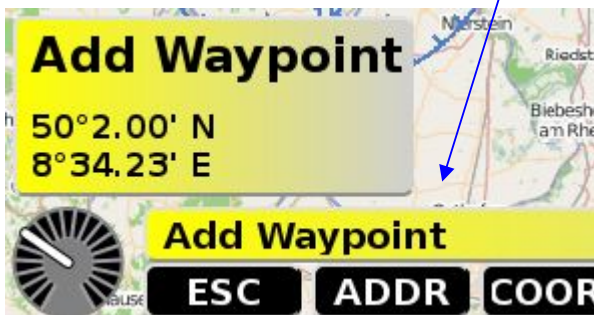 Nierstein
Add Waypoint
Riedst
50°2.00' N
8°34.23' E
Biebesh
am Rhe
Add Waypoint
ESC
ADDR
COOR